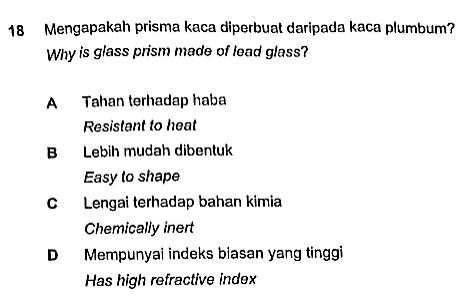 18 Mengapakah prisma kaca diperbuat daripada kaca plumbum?
Why is glass prism made of lead glass?
A Tahan terhadap haba
Resistant to heat
B Lebih mudah dibentuk
Easy to shape
C Lengai terhadap bahan kimia
Chemically inert
D Mempunyai indeks biasan yang tinggi
Has high refractive index